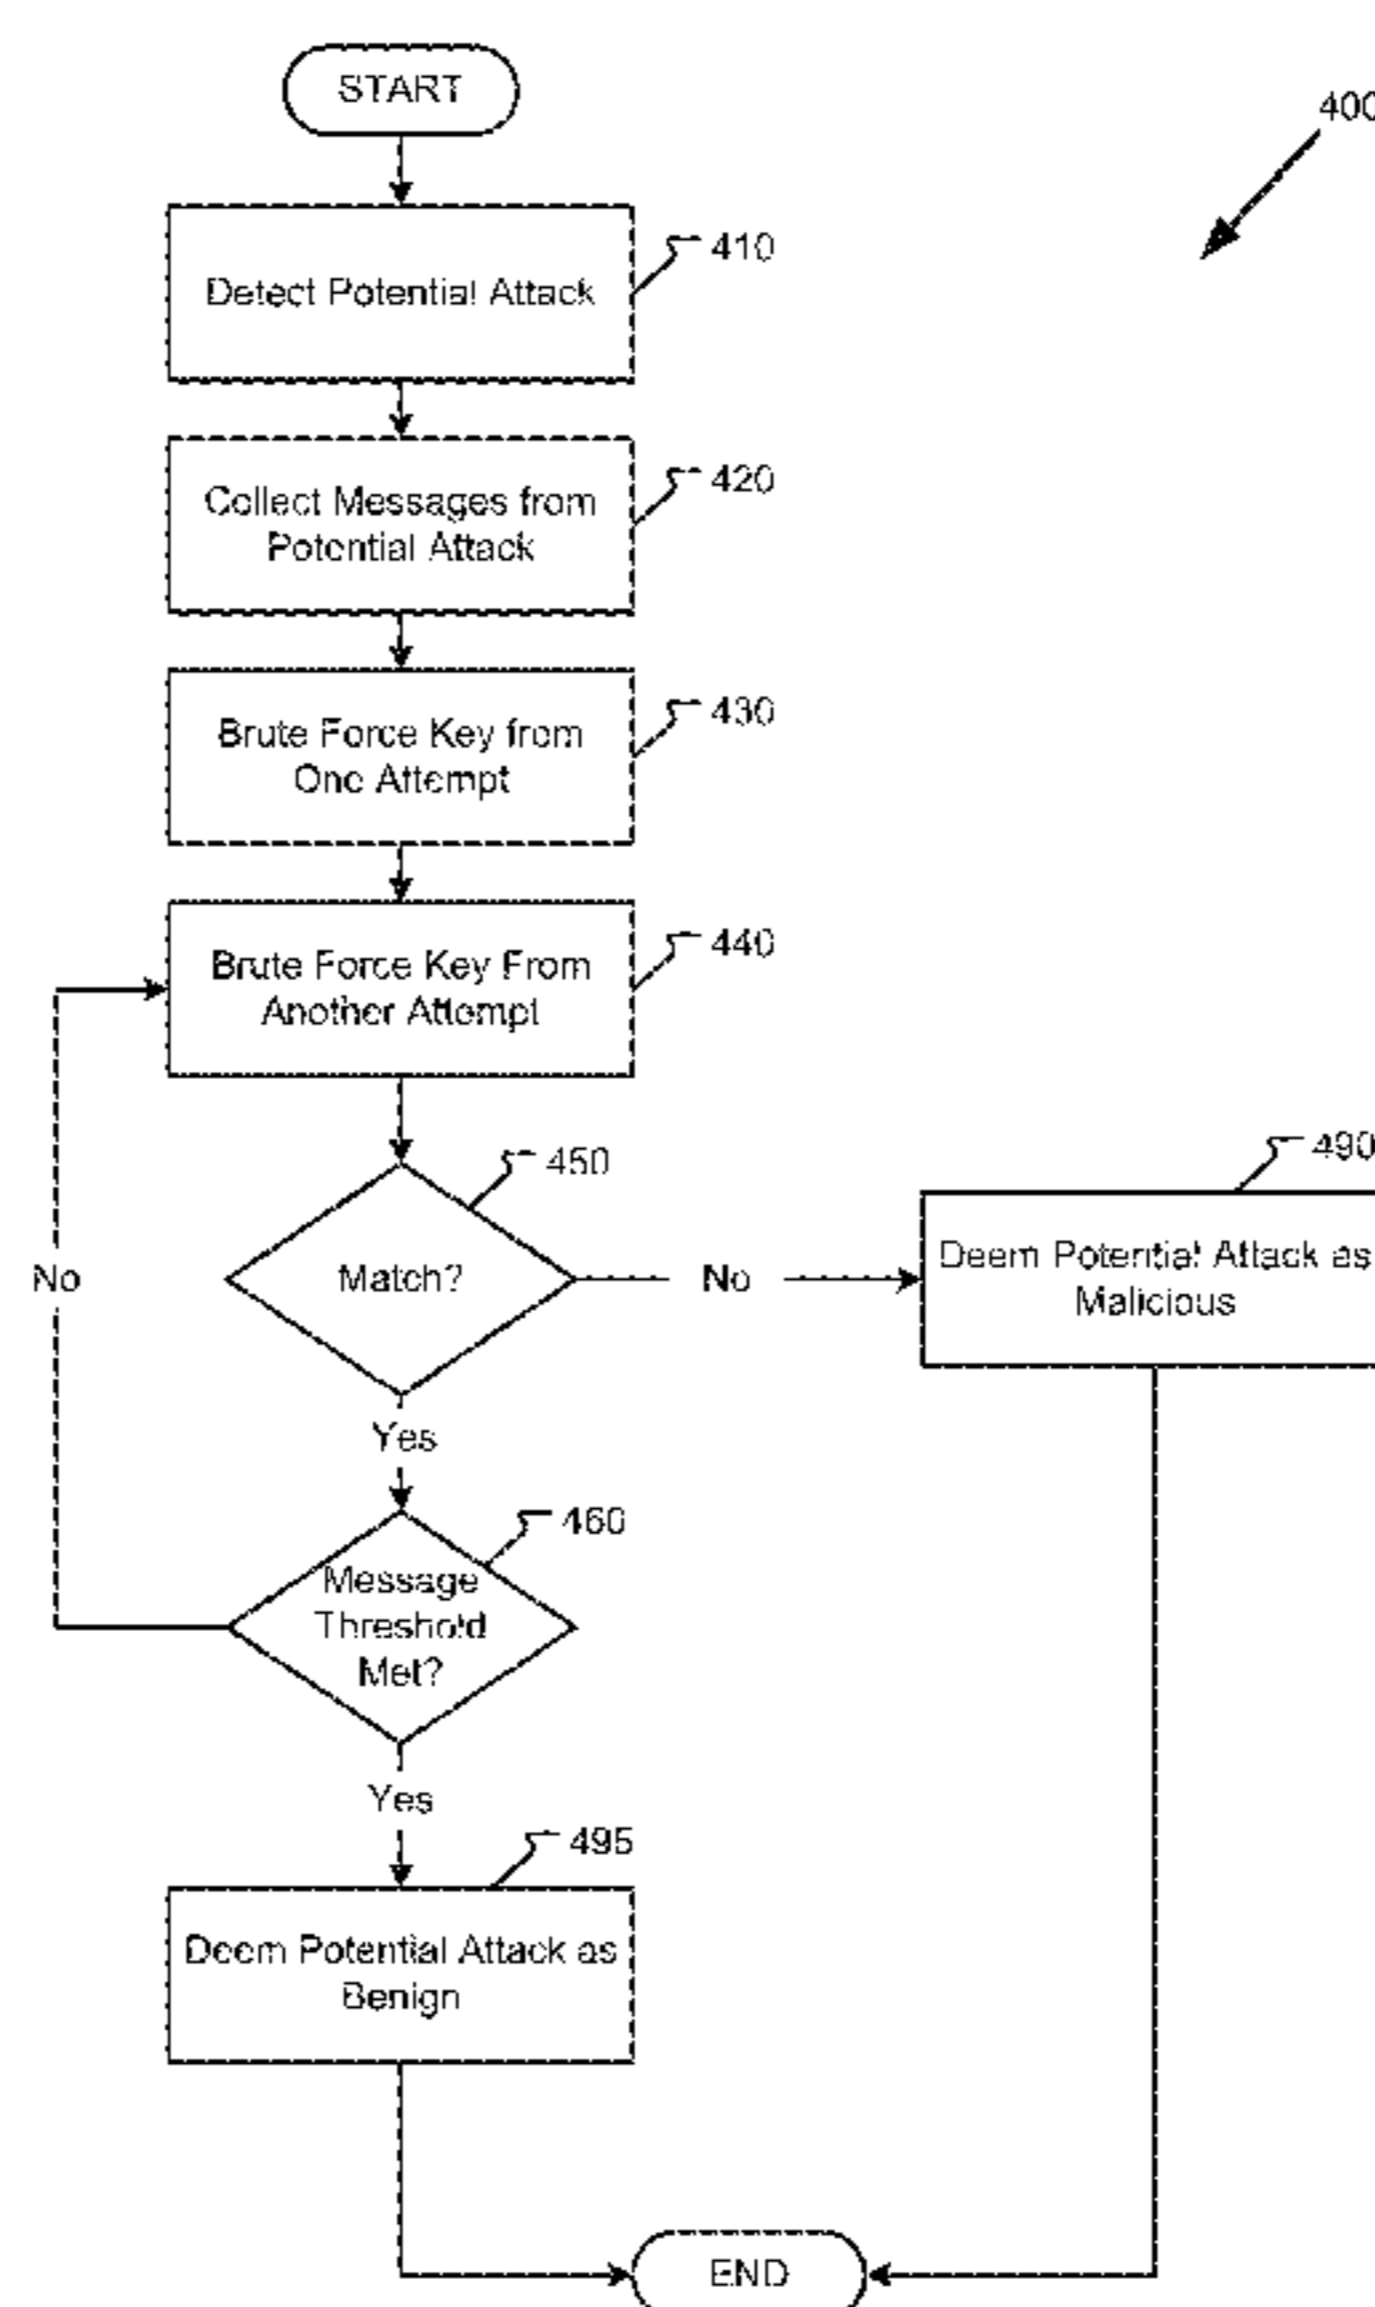 START
400
410
Detect Potential Attack
420
Collect Messages from
Potential Attack
430
Brute Force Key from
One Attempt
440
Brute Force Key From
Another Attempt
450
490
Match?
No
No
Deem Potential Attack as
Malicious
Yes
460
Message
Threshold
Met?
Yes
495
Deem Potential Attack as
Benign
END